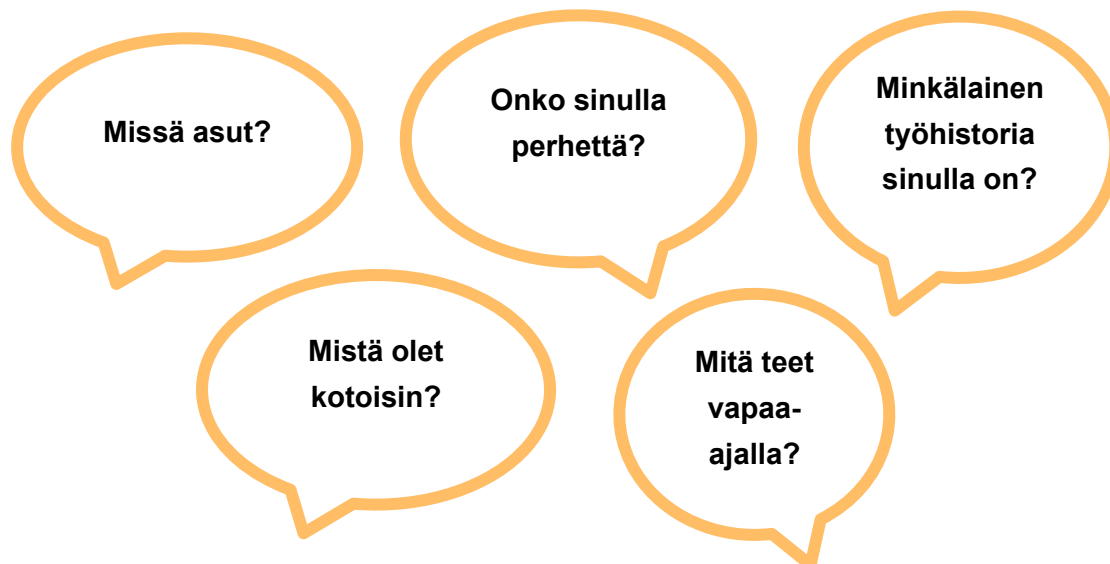 Missä asut?
Onko sinulla
perhettä?
Minkälainen
työhistoria
sinulla on?
Mistä olet
kotoisin?
Mitä teet
vapaa-
ajalla?